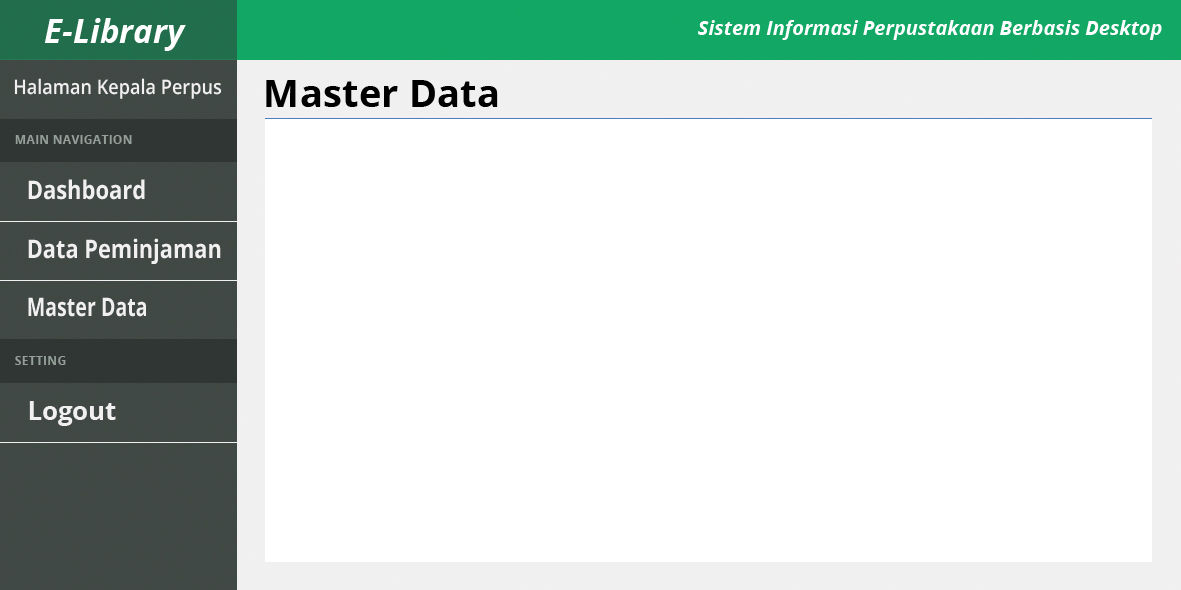 E-Library
Sistem Informasi Perpustakaan Berbasis Desktop
Halaman Kepala Perpus
MAIN NAVIGATION
Dashboard
Data Peminjaman
Master Data
SETTING
Logout
Master Data